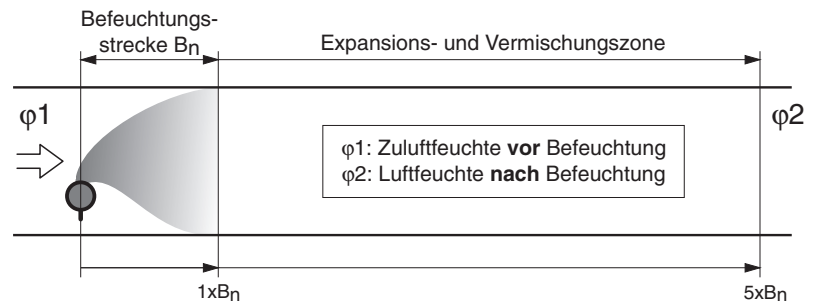 Befeuchtungs-
strecke Bn
Expansions- und Vermischungszone
φ1
φ2
φ1: Zuluftfeuchte vor Befeuchtung
φ2: Luftfeuchte nach Befeuchtung
1xBn
5xBn